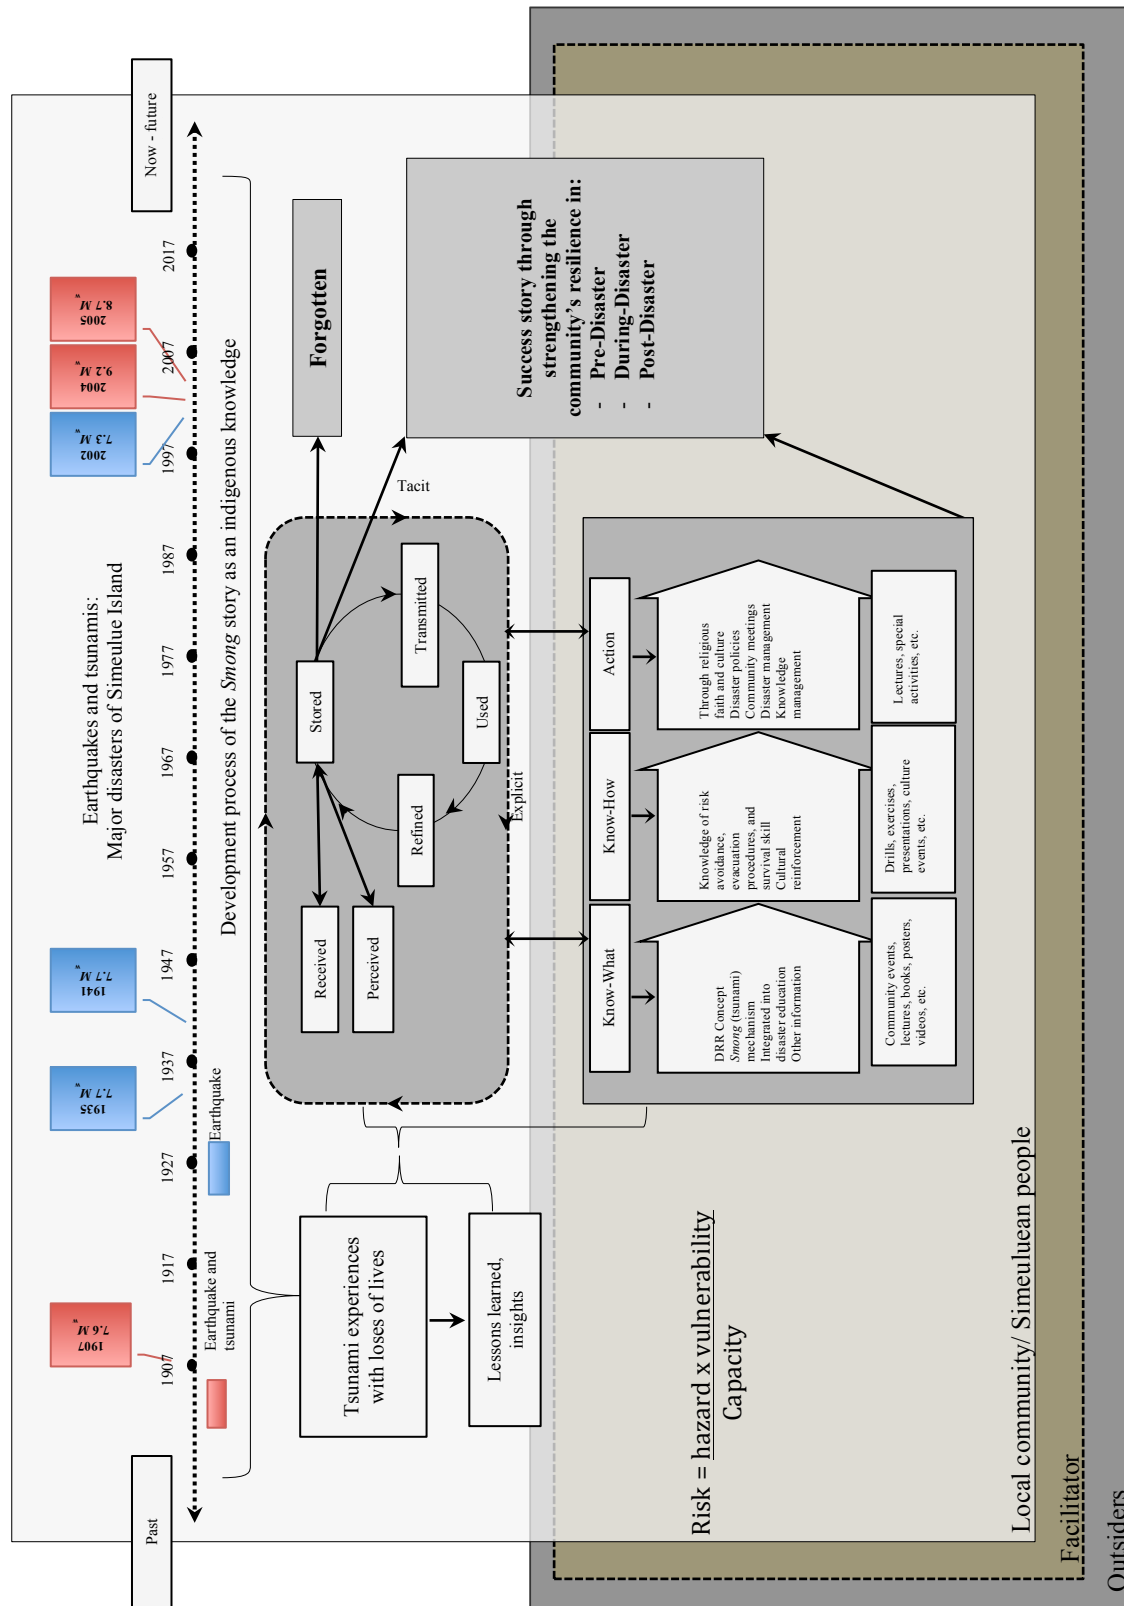 Past
Now - future
Earthquakes and tsunamis:
Major disasters of Simeulue Island
1907
7.6 Mw
1935
7.7 Mw
1941
7.7 Mw
2002
7.3 Mw
2004
9.2 Mw
2005
8.7 Mw
1907
1917
1927
1937
1947
1957
1967
1977
1987
1997
2007
2017
Earthquake and
tsunami
Earthquake
Development process of the Smong story as an indigenous knowledge
Tsunami experiences
with loses of lives
Lessons learned,
insights
Received
Perceived
Stored
Refined
Transmitted
Used
Explicit
Tacit
Forgotten
Success story through
strengthening the
community’s resilience in:
- Pre-Disaster
- During-Disaster
- Post-Disaster
Know-What
Know-How
Action
DRR Concept
Smong (tsunami)
mechanism
Integrated into
disaster education
Other information
Knowledge of risk
avoidance,
evacuation
procedures, and
survival skill
Cultural
reinforcement
Through religious
faith and culture
Disaster policies
Community meetings
Disaster management
Knowledge
management
Community events,
lectures, books, posters,
videos, etc.
Drills, exercises,
presentations, culture
events, etc.
Lectures, special
activities, etc.
Risk = hazard x vulnerability
Capacity
Local community/ Simeuluean people
Facilitator
Outsiders